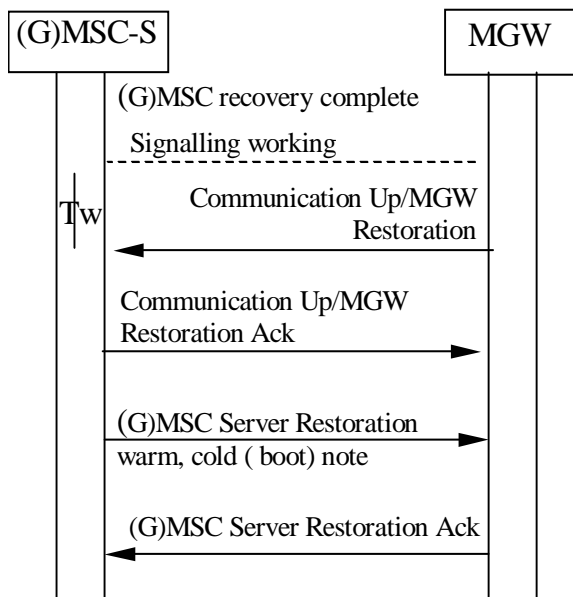 (G)MSC-S
MGW
(G)MSC recovery complete
Signalling working
Tw
Communication Up/MGW
Restoration
Communication Up/MGW
Restoration Ack
(G)MSC Server Restoration
warm, cold ( boot) note
(G)MSC Server Restoration Ack